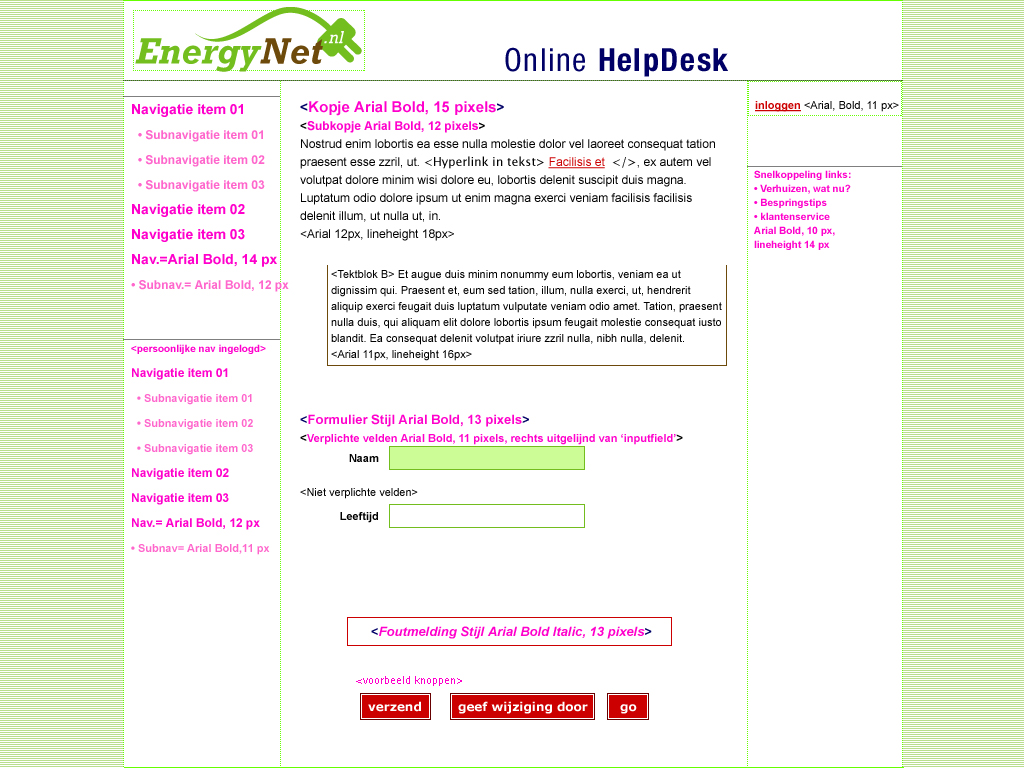 EnergyNet.nl
Online HelpDesk
Navigatie item 01
• Subnavigatie item 01
• Subnavigatie item 02
• Subnavigatie item 03
Navigatie item 02
Navigatie item 03
Nav.=Arial Bold, 14 px
• Subnav.= Arial Bold, 12 px
<persoonlijke nav ingelogd>
Navigatie item 01
• Subnavigatie item 01
• Subnavigatie item 02
• Subnavigatie item 03
Navigatie item 02
Navigatie item 03
Nav.= Arial Bold, 12 px
• Subnav= Arial Bold,11 px
<Kopje Arial Bold, 15 pixels>
<Subkopje Arial Bold, 12 pixels>
Nostrud enim lobortis ea esse nulla molestie dolor vel laoreet consequat tation
praesent esse zzril, ut. <Hyperlink in tekst> Facilisis et </>, ex autem vel
volutpat dolore minim wisi dolore eu, lobortis delenit suscipit duis magna.
Luptatum odio dolore ipsum ut enim magna exerci veniam facilisis facilisis
delenit illum, ut nulla ut, in.
<Arial 12px, lineheight 18px>
<Tektblok B> Et augue duis minim nonummy eum lobortis, veniam ea ut
dignissim qui. Praesent et, eum sed tation, illum, nulla exerci, ut, hendrerit
aliquip exerci feugait duis luptatum vulputate veniam odio amet. Tation, praesent
nulla duis, qui aliquam elit dolore lobortis ipsum feugait molestie consequat iusto
blandit. Ea consequat delenit volutpat iriure zzril nulla, nibh nulla, delenit.
<Arial 11px, lineheight 16px>
<Formulier Stijl Arial Bold, 13 pixels>
<Verplichte velden Arial Bold, 11 pixels, rechts uitgelijnd van ‘inputfield’>
Naam
<Niet verplichte velden>
Leeftijd
<Foutmelding Stijl Arial Bold Italic, 13 pixels>
<voorbeeld knoppen>
verzend geef wijziging door go
inloggen <Arial, Bold, 11 px>
Snelkoppeling links:
• Verhuizen, wat nu?
• Bespringstips
• klantenservice
Arial Bold, 10 px,
lineheight 14 px